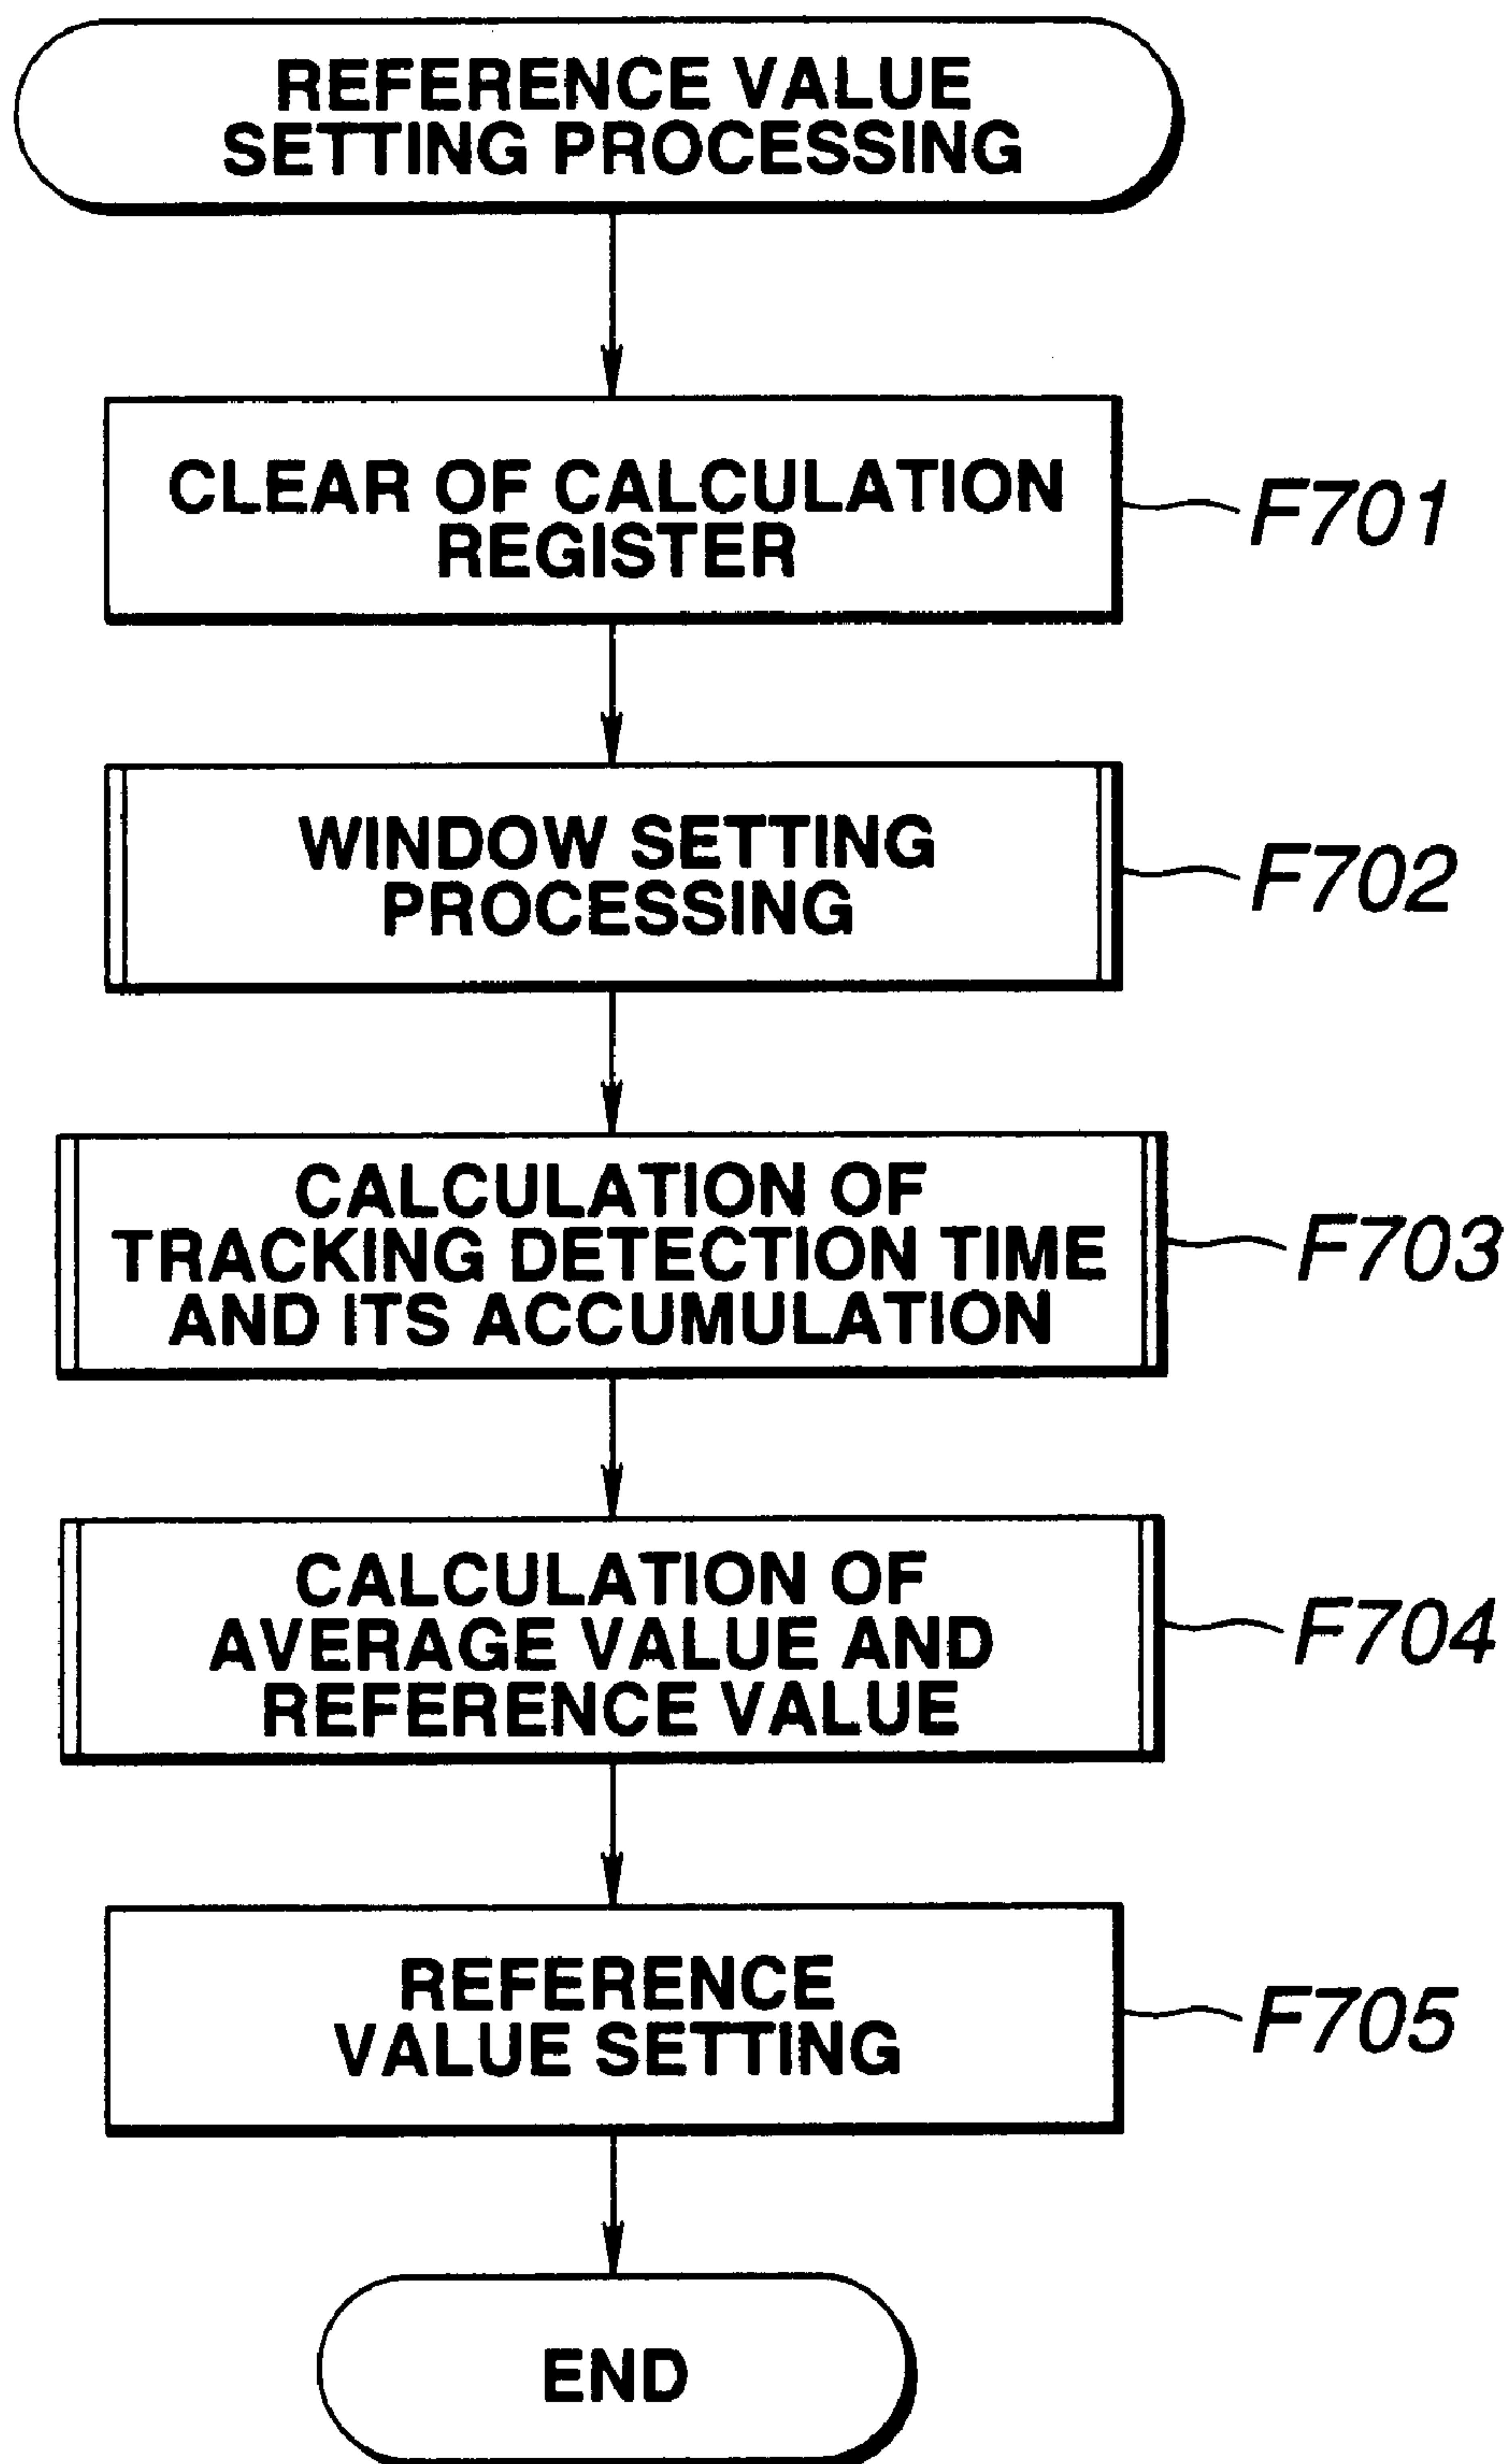 REFERENCE VALUE
SETTING PROCESSING
CLEAR OF CALCULATION
REGISTER
F701
WINDOW SETTING
PROCESSING
F702
CALCULATION OF
TRACKING DETECTION TIME
AND ITS ACCUMULATION
F703
CALCULATION OF
AVERAGE VALUE AND
REFERENCE VALUE
F704
REFERENCE
VALUE SETTING
F705
END